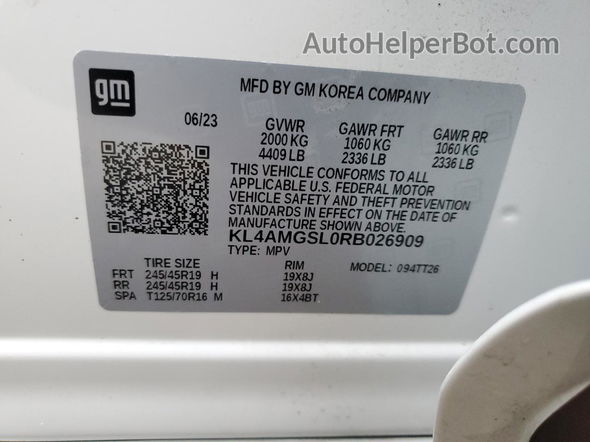 AutoHelperBot.com
gm
MFD BY GM KOREA COMPANY
06/23 GVWR GAWR FRT GAWR RR
2000 KG 1060 KG 1060 KG
4409 LB 2336 LB 2336 LB
THIS VEHICLE CONFORMS TO ALL
APPLICABLE U.S. FEDERAL MOTOR
VEHICLE SAFETY AND THEFT PREVENTION
STANDARDS IN EFFECT ON THE DATE OF
MANUFACTURE SHOWN ABOVE.
KL4AMGSL0RB026909
TYPE: MPV
TIRE SIZE RIM MODEL: 094TT26
FRT 245/45R19 H 19X8J
RR 245/45R19 H 19X8J
SPA T125/70R16 M 16X4BT